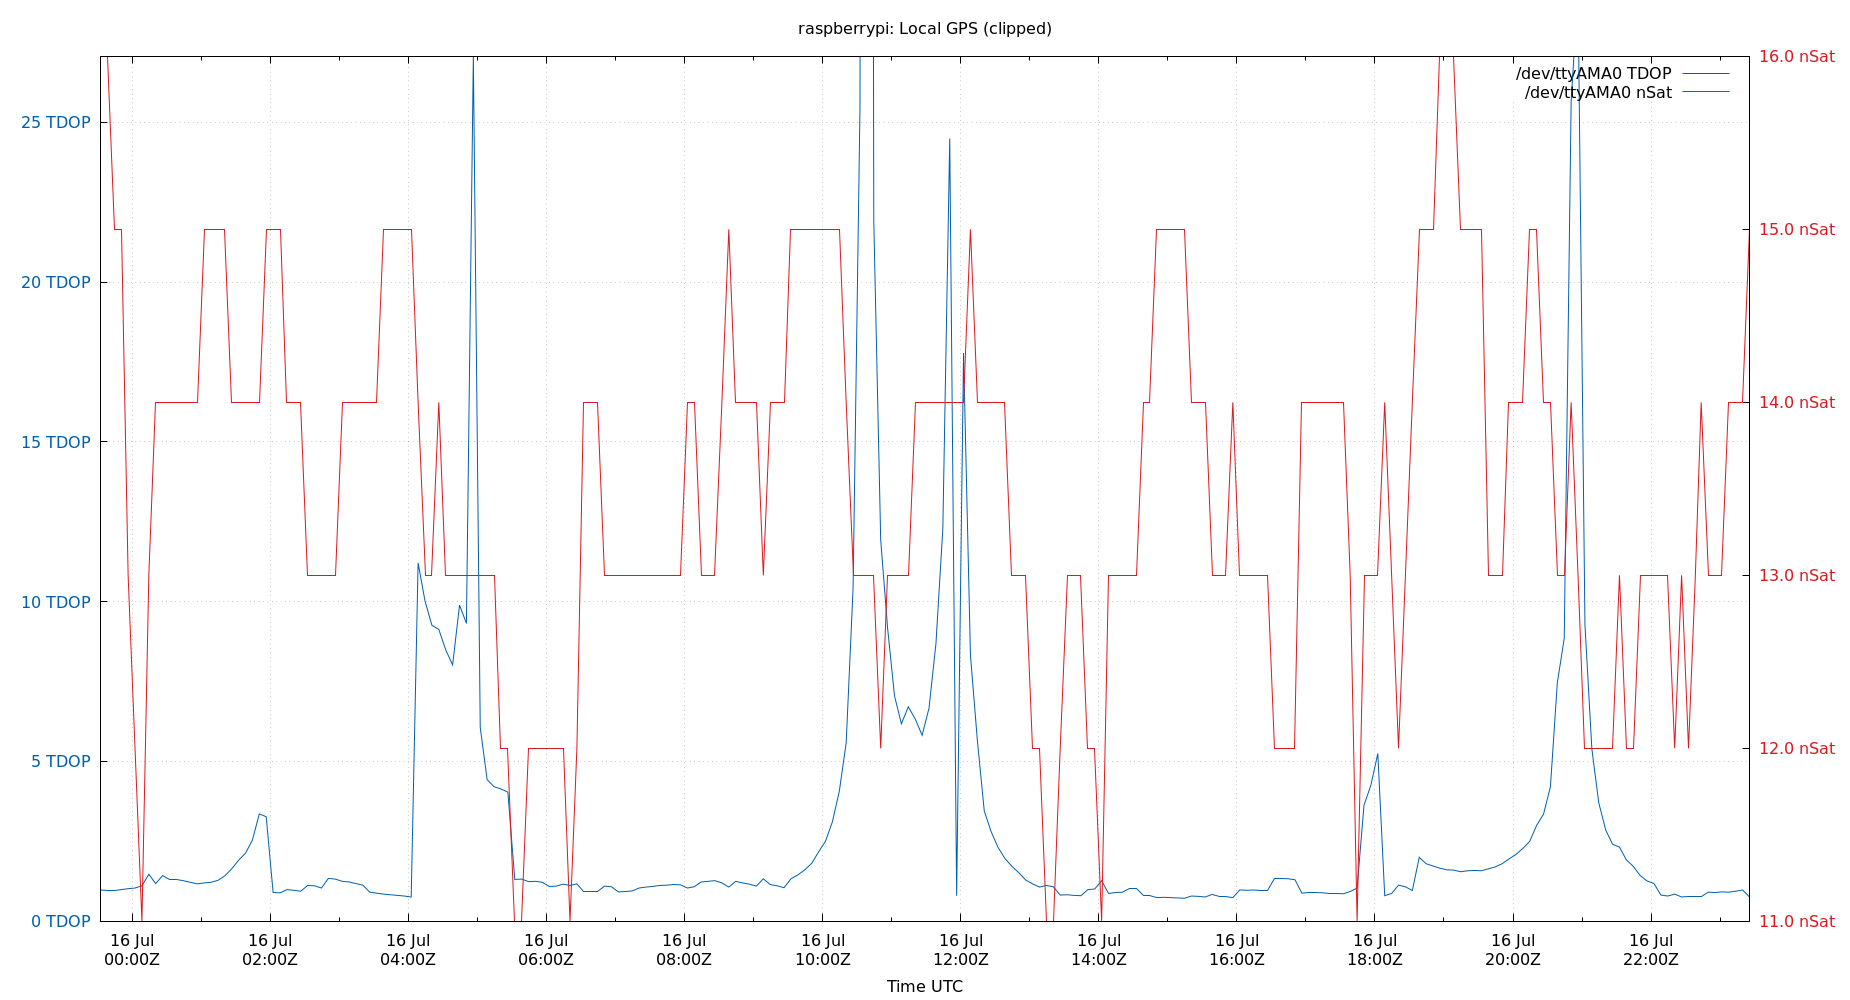 raspberrypi: Local GPS (clipped)
16.0 nSat
/dev/ttyAMA0 TDOP
/dev/ttyAMA0 nSat
25 TDOP
15.0 nSat
20 TDOP
14.0 nSat
15 TDOP
13.0 nSat
10 TDOP
12.0 nSat
5 TDOP
0 TDOP
11.0 nSat
16 Jul 16 Jul 16 Jul 16 Jul 16 Jul 16 Jul 16 Jul 16 Jul 16 Jul 16 Jul 16 Jul 16 Jul
00:00Z 02:00Z 04:00Z 06:00Z 08:00Z 10:00Z 12:00Z 14:00Z 16:00Z 18:00Z 20:00Z 22:00Z
Time UTC